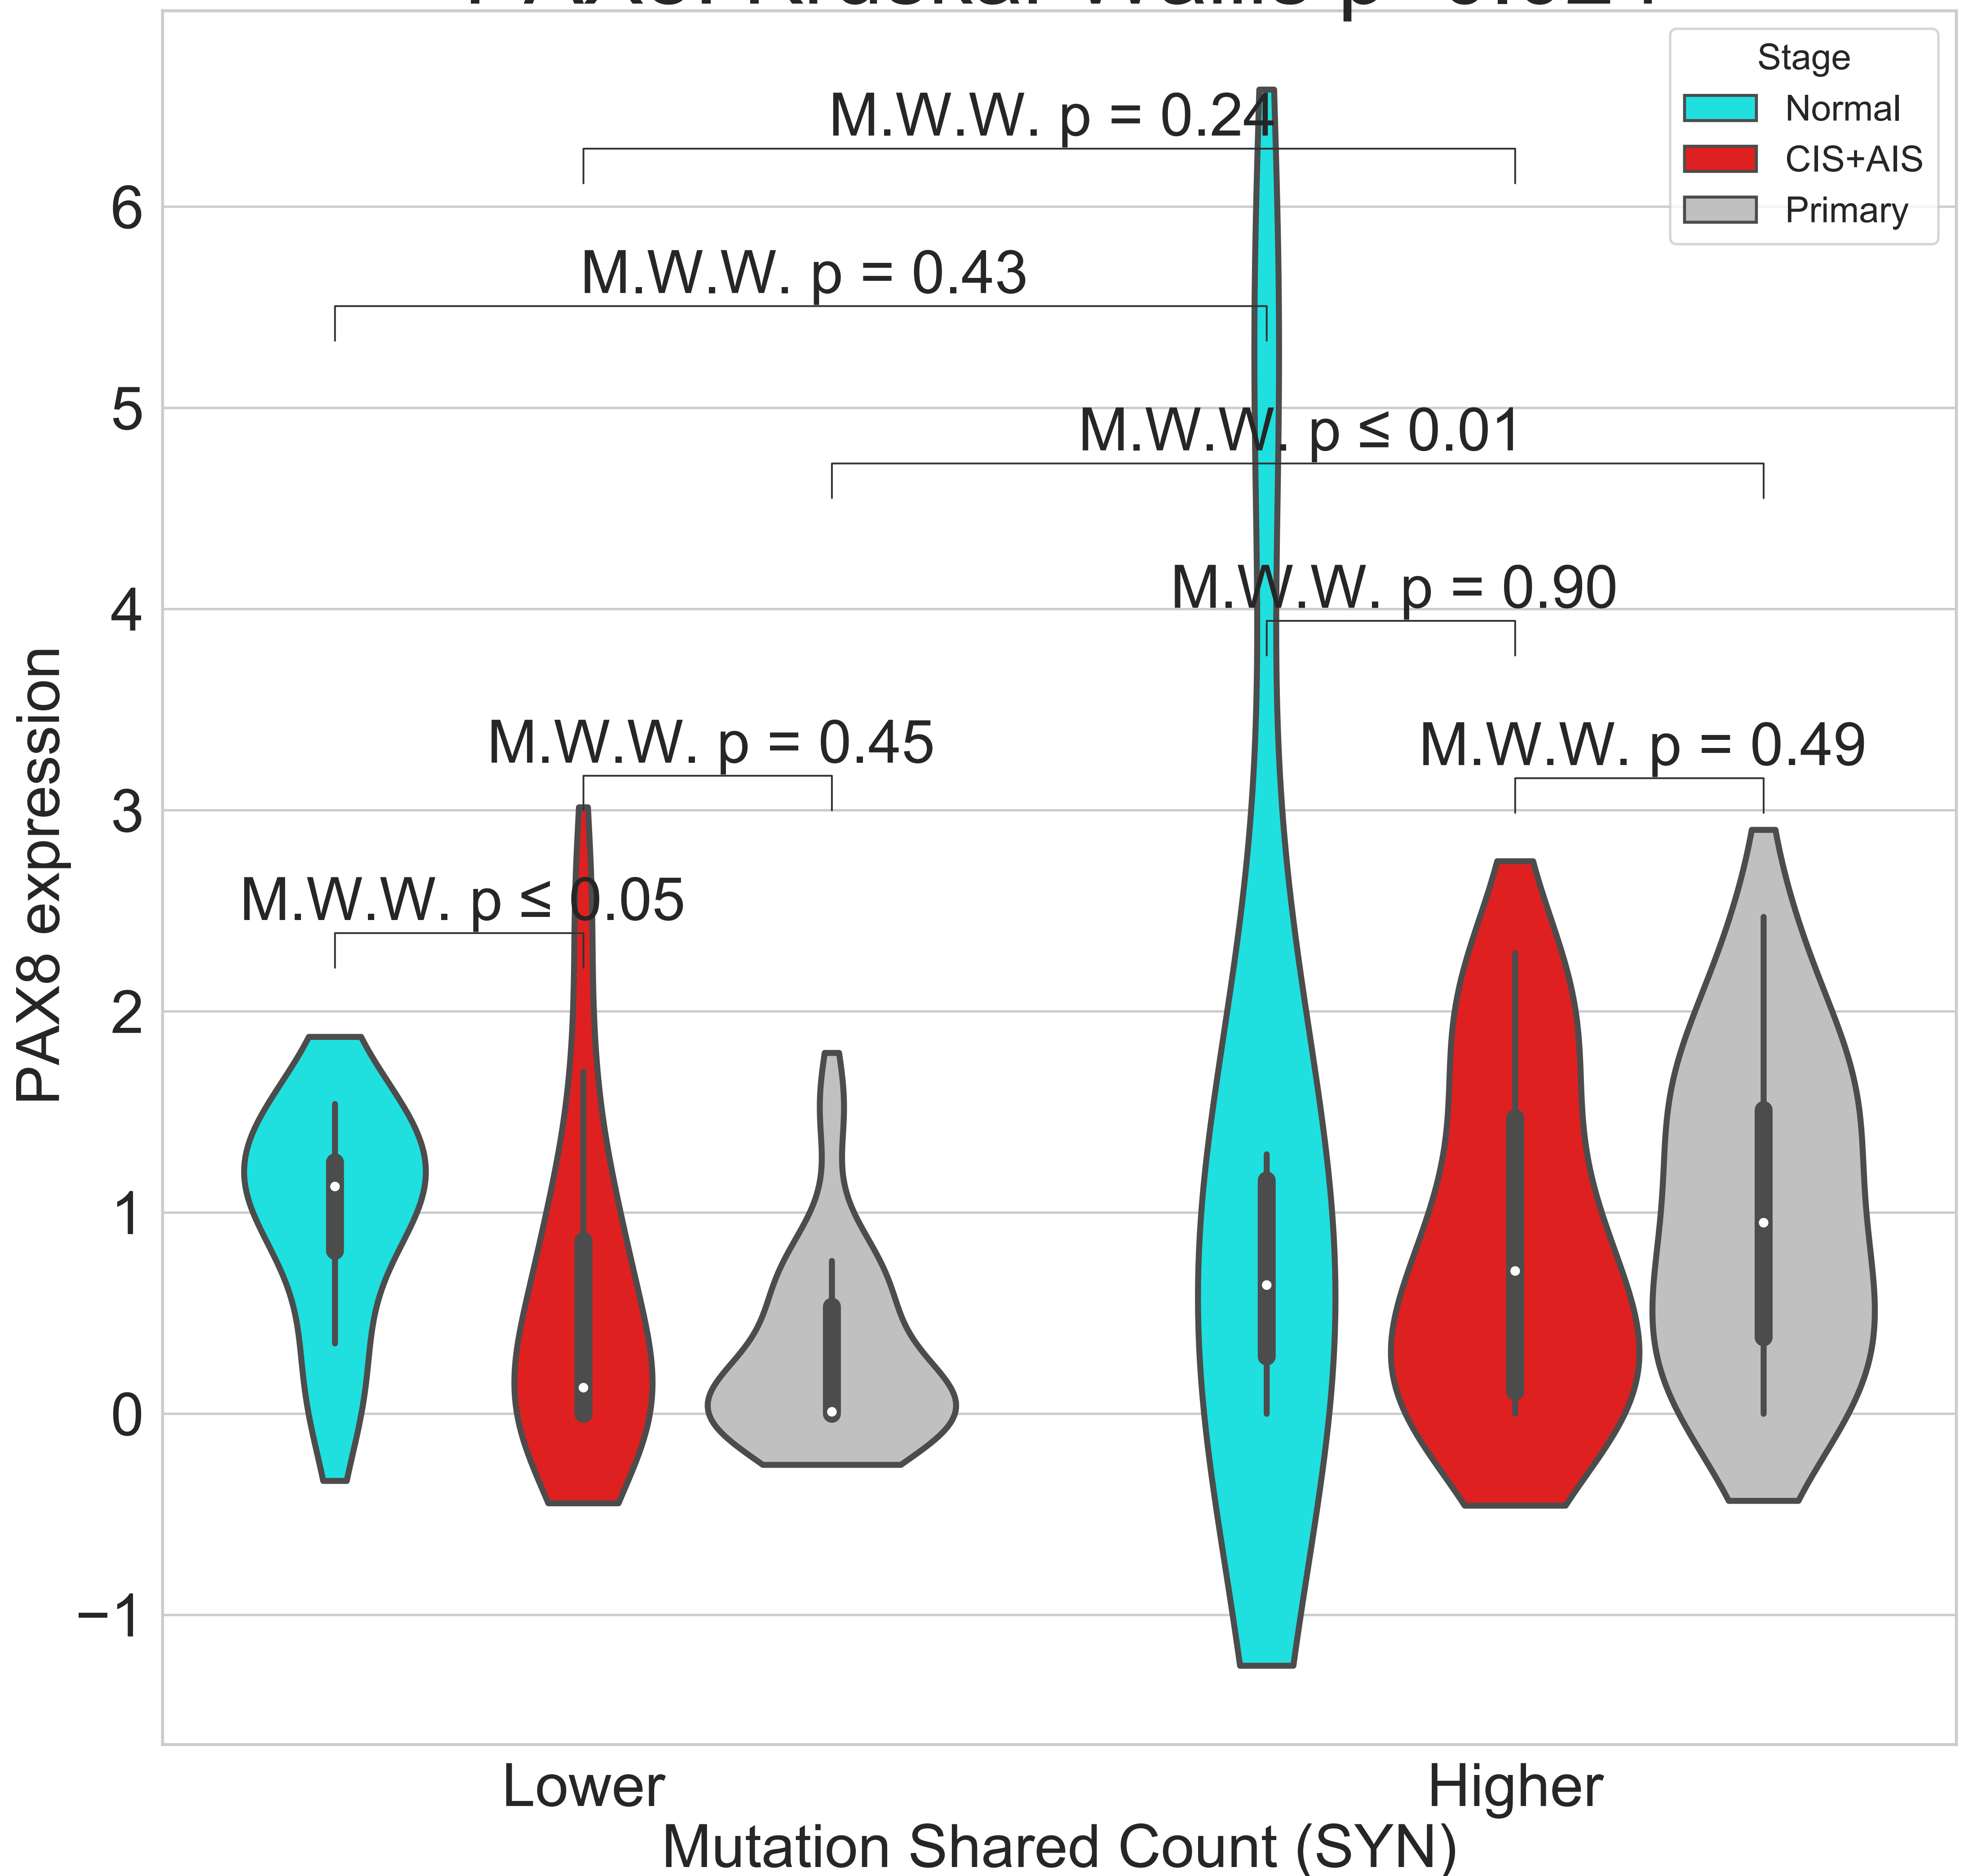 Stage
Normal
CIS+AIS
Primary
M.W.W. p = 0.24
M.W.W. p = 0.43
M.W.W. p ≤ 0.01
M.W.W. p = 0.90
M.W.W. p = 0.45
M.W.W. p = 0.49
M.W.W. p ≤ 0.05
6
5
4
3
2
1
0
−1
PAX8 expression
Lower
Higher
Mutation Shared Count (SYN)